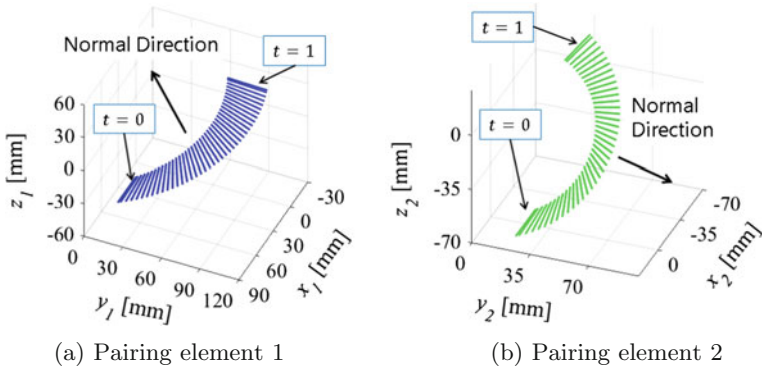 Normal Direction
t = 1
t = 0
60
30
0
-30
-60
z1 [mm]
0
30
60
90
120
y1 [mm]
-30
0
30
60
90
x1 [mm]
(a) Pairing element 1
t = 1
t = 0
Normal
Direction
0
-35
-70
z2 [mm]
0
35
70
y2 [mm]
-70
-35
0
x2 [mm]
(b) Pairing element 2